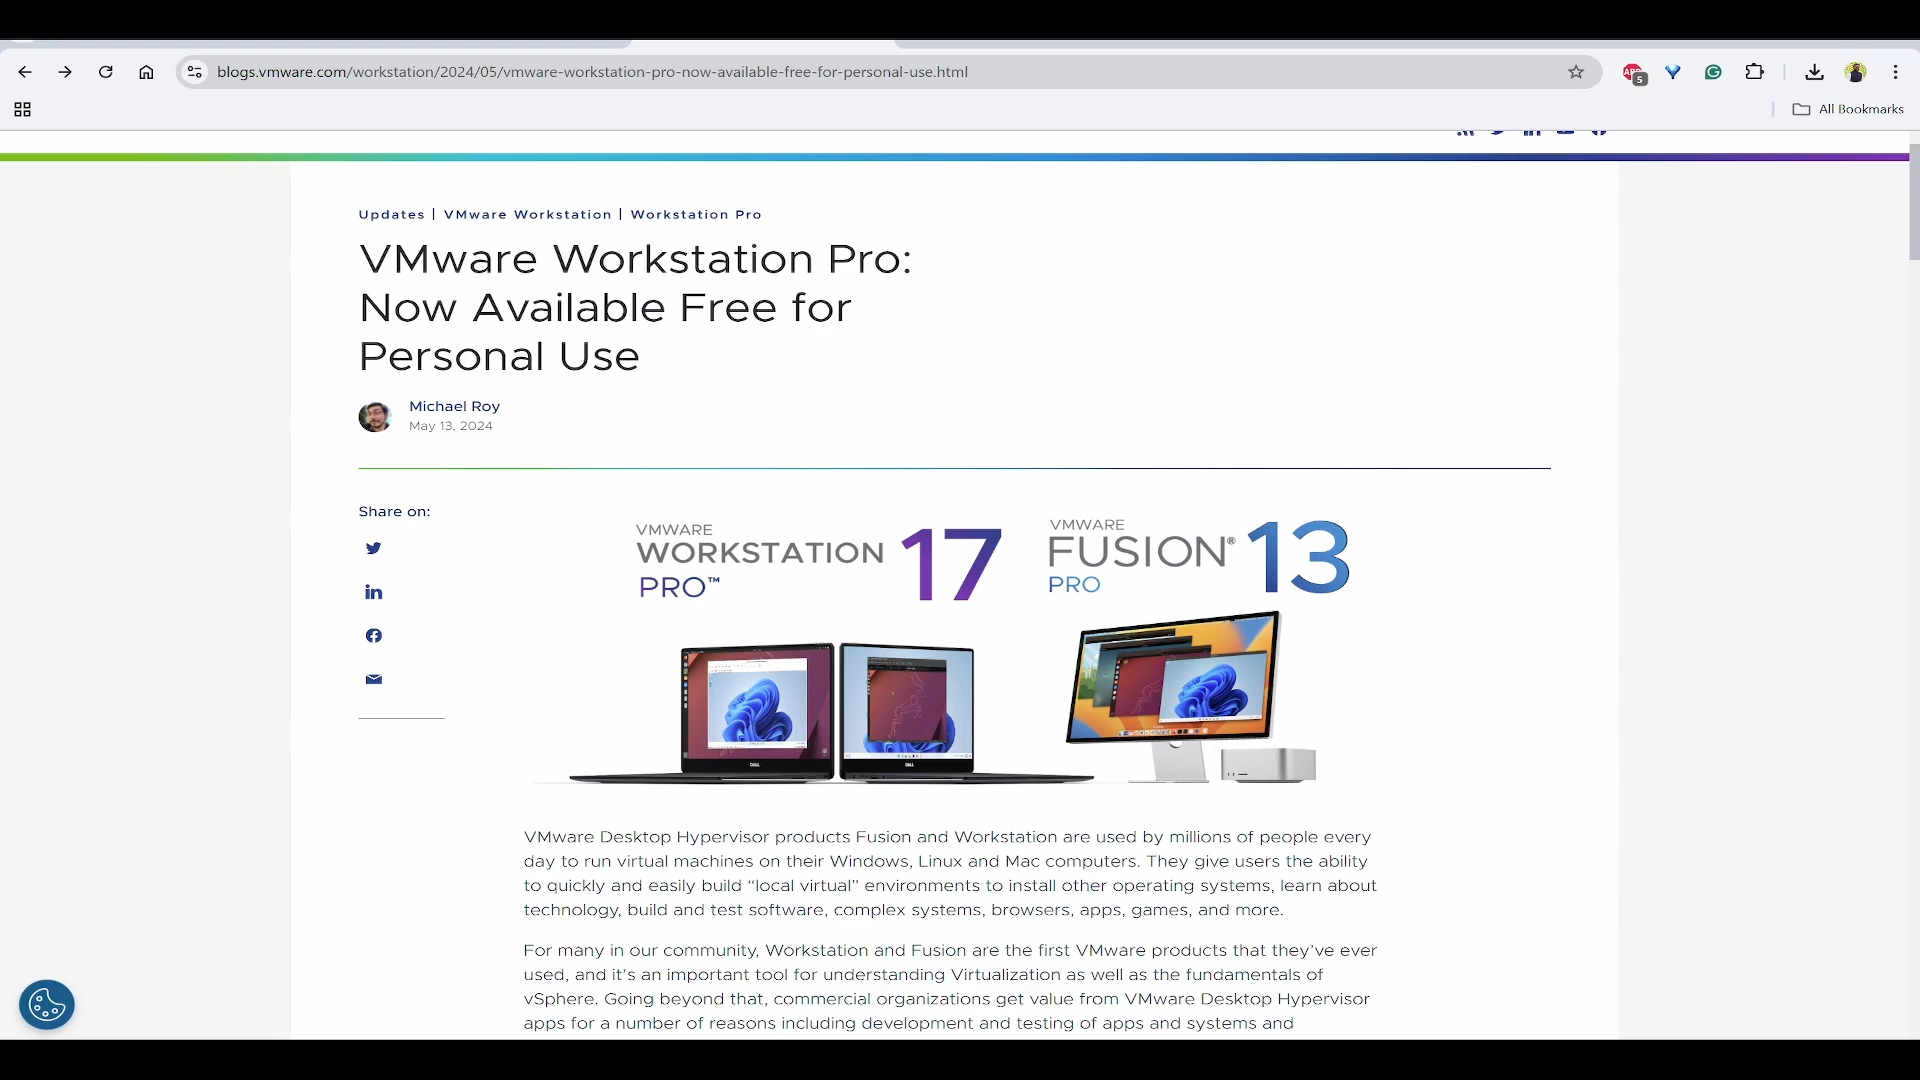 blogs.vmware.com/workstation/2024/05/vmware-workstation-pro-now-available-free-for-personal-use.html
5
All Bookmarks
Updates | VMware Workstation | Workstation Pro
VMware Workstation Pro:
Now Available Free for
Personal Use
Michael Roy
May 13, 2024
Share on:
VMWARE
WORKSTATION
PRO™
17
VMWARE
FUSION®
PRO
13
DELL
DELL
VMware Desktop Hypervisor products Fusion and Workstation are used by millions of people every
day to run virtual machines on their Windows, Linux and Mac computers. They give users the ability
to quickly and easily build “local virtual” environments to install other operating systems, learn about
technology, build and test software, complex systems, browsers, apps, games, and more.
For many in our community, Workstation and Fusion are the first VMware products that they’ve ever
used, and it’s an important tool for understanding Virtualization as well as the fundamentals of
vSphere. Going beyond that, commercial organizations get value from VMware Desktop Hypervisor
apps for a number of reasons including development and testing of apps and systems and